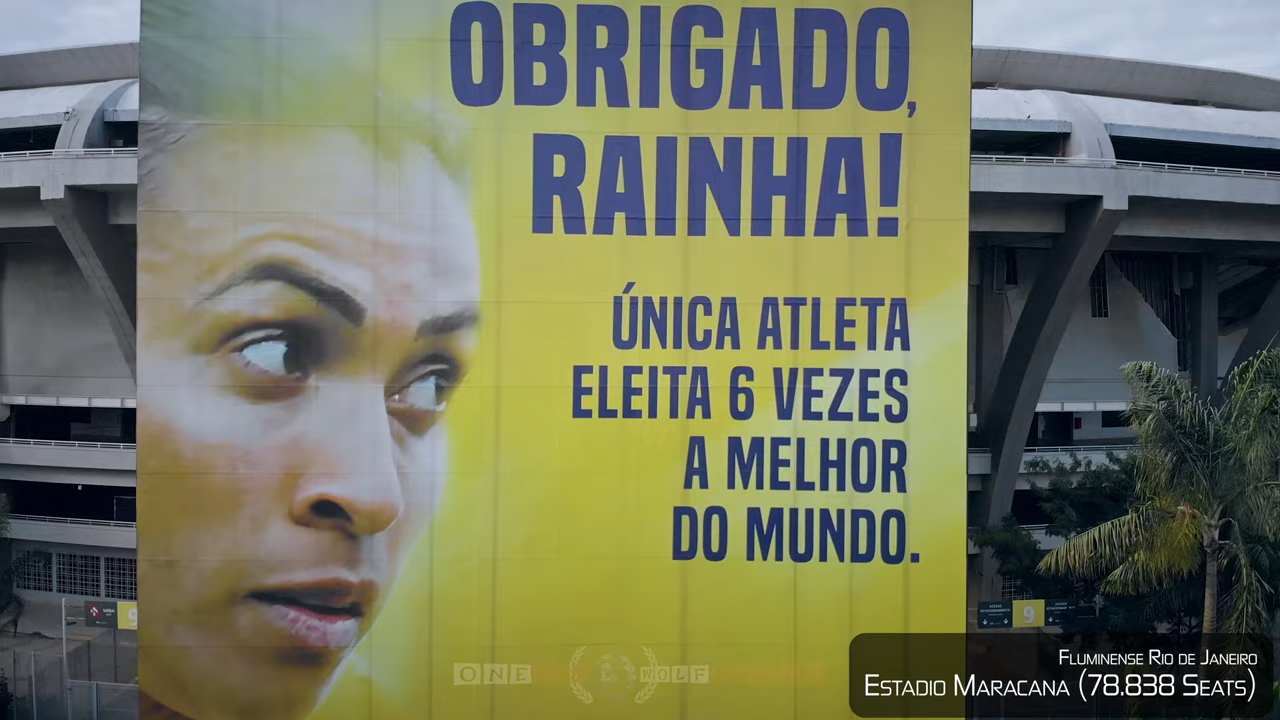 OBRIGADO,
RAINHA!
ÚNICA ATLETA
ELEITA 6 VEZES
A MELHOR
DO MUNDO.
9
9
ONE WOLF
FLUMINENSE RIO DE JANEIRO
ESTADIO MARACANA (78.838 SEATS)